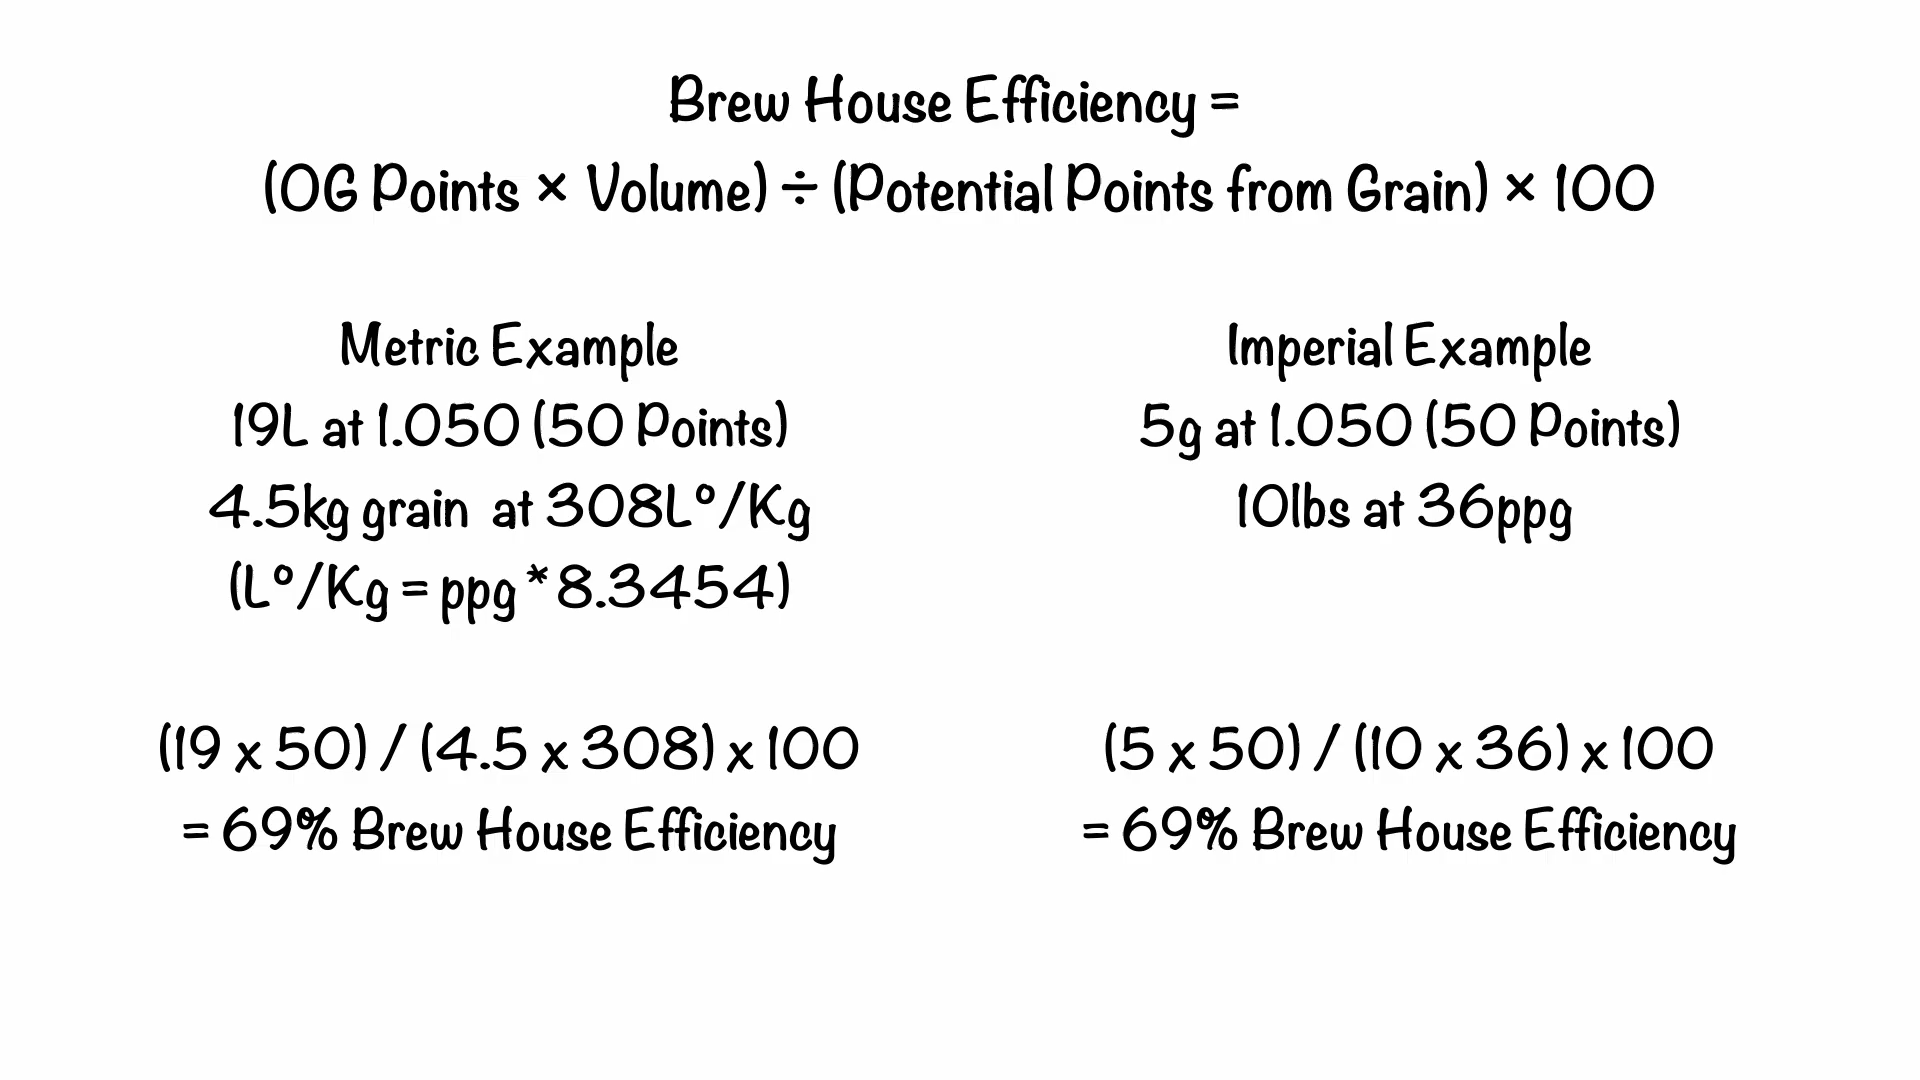 Brew House Efficiency =
(OG Points × Volume) ÷ (Potential Points from Grain) × 100
Metric Example
19L at 1.050 (50 Points)
4.5kg grain at 308L°/Kg
(L°/Kg = ppg * 8.3454)
(19 x 50) / (4.5 x 308) x 100
= 69% Brew House Efficiency
Imperial Example
5g at 1.050 (50 Points)
10lbs at 36ppg
(5 x 50) / (10 x 36) x 100
= 69% Brew House Efficiency